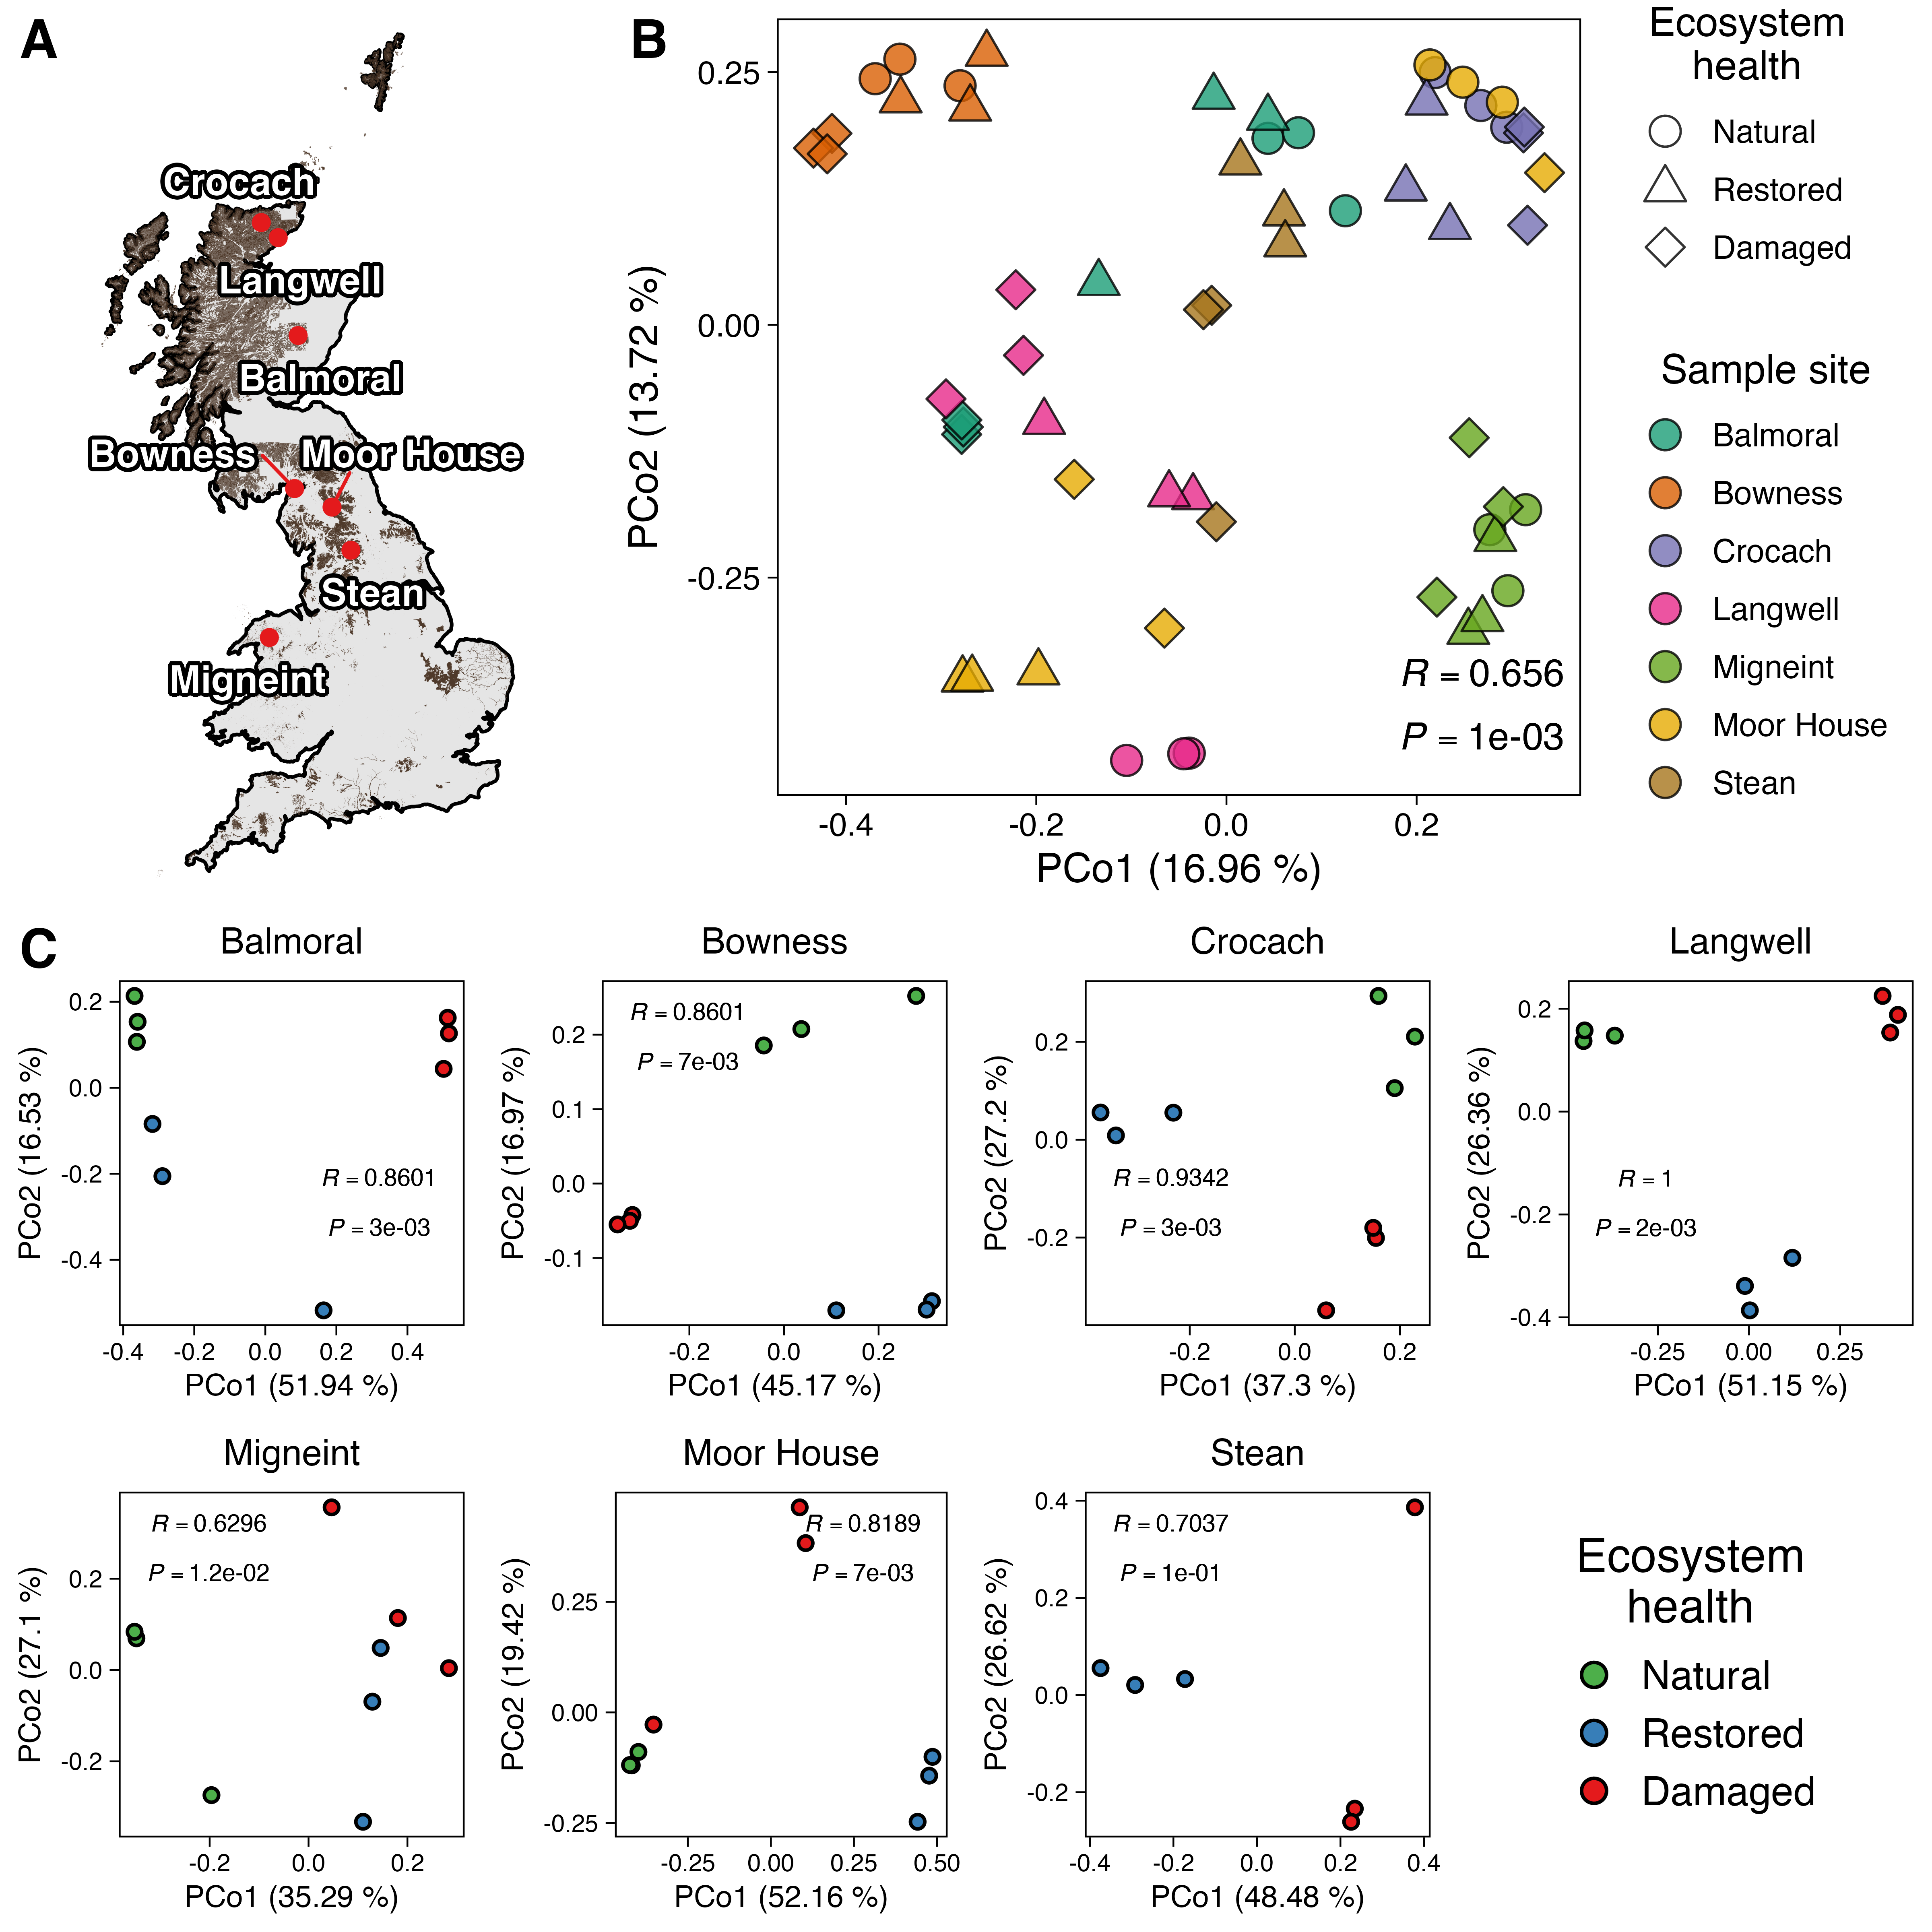 A
Crocach
Langwell
Balmoral
Bowness
Moor House
Stean
Migneint
B
0.25
0.00
-0.25
PCo2 (13.72 %)
R = 0.656
P = 1e-03
-0.4
-0.2
0.0
0.2
PCo1 (16.96 %)
Ecosystem
health
Natural
Restored
Damaged
Sample site
Balmoral
Bowness
Crocach
Langwell
Migneint
Moor House
Stean
C
Balmoral
0.2
0.0
-0.2
-0.4
PCo2 (16.53 %)
R = 0.8601
P = 3e-03
-0.4
-0.2
0.0
0.2
0.4
PCo1 (51.94 %)
Bowness
0.2
0.1
0.0
-0.1
PCo2 (16.97 %)
R = 0.8601
P = 7e-03
-0.2
0.0
0.2
PCo1 (45.17 %)
Crocach
0.2
0.0
-0.2
PCo2 (27.2 %)
R = 0.9342
P = 3e-03
-0.2
0.0
0.2
PCo1 (37.3 %)
Langwell
0.2
0.0
-0.2
-0.4
PCo2 (26.36 %)
R = 1
P = 2e-03
-0.25
0.00
0.25
PCo1 (51.15 %)
Migneint
0.2
0.0
-0.2
PCo2 (27.1 %)
R = 0.6296
P = 1.2e-02
-0.2
0.0
0.2
PCo1 (35.29 %)
Moor House
0.25
0.00
-0.25
PCo2 (19.42 %)
R = 0.8189
P = 7e-03
-0.25
0.00
0.25
0.50
PCo1 (52.16 %)
Stean
0.4
0.2
0.0
-0.2
PCo2 (26.62 %)
R = 0.7037
P = 1e-01
-0.4
-0.2
0.0
0.2
0.4
PCo1 (48.48 %)
Ecosystem
health
Natural
Restored
Damaged